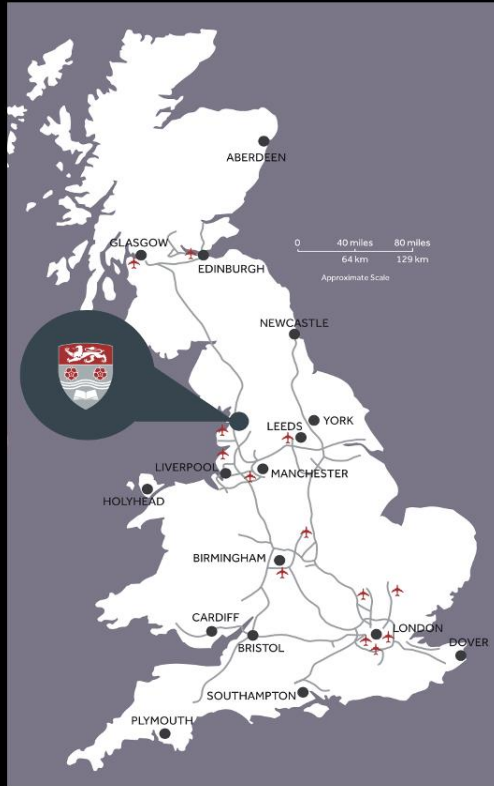 ABERDEEN
GLASGOW
EDINBURGH
0 40 miles 80 miles
64 km 129 km
Approximate Scale
NEWCASTLE
YORK
LEEDS
LIVERPOOL
MANCHESTER
HOLYHEAD
BIRMINGHAM
CARDIFF
BRISTOL
LONDON
DOVER
SOUTHAMPTON
PLYMOUTH